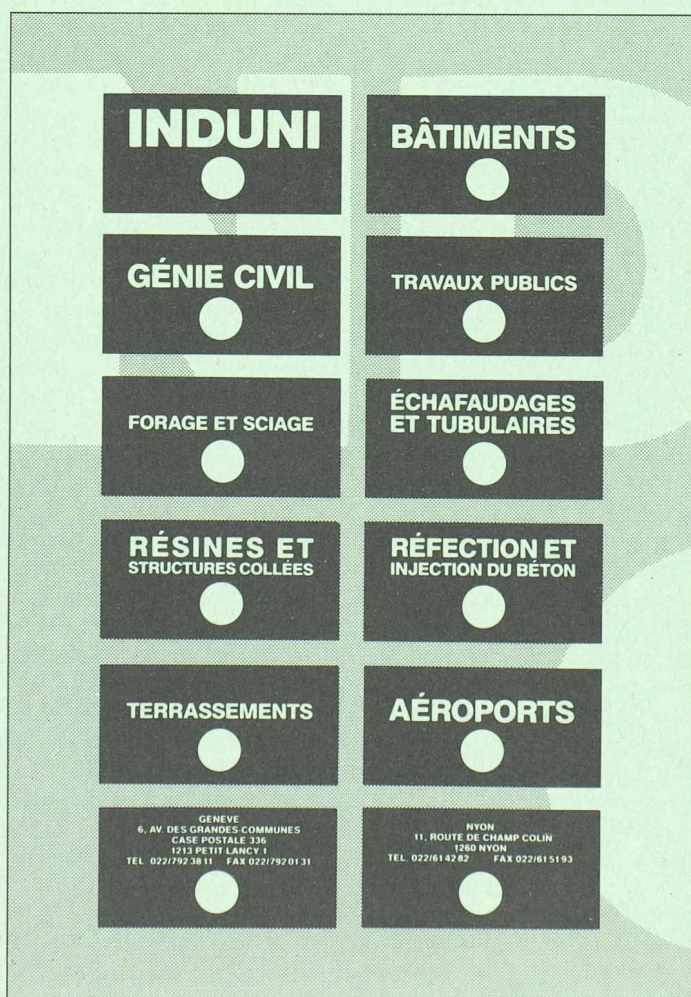 INDUNI
BÂTIMENTS
GÉNIE CIVIL
TRAVAUX PUBLICS
FORAGE ET SCIAGE
ÉCHAFAUDAGES
ET TUBULAIRES
RÉSINES ET
STRUCTURES COLLÉES
RÉFECTION ET
INJECTION DU BÉTON
TERRASSEMENTS
AÉROPORTS
GENÈVE
6, AV. DES GRANDES-COMMUNES
CASE POSTALE 336
1213 PETIT-LANCY 1
TEL. 022/792 38 11 FAX 022/792 01 31
NYON
11, ROUTE DE CHAMP COLIN
1260 NYON
TEL. 022/61 42 82 FAX 022/61 51 93